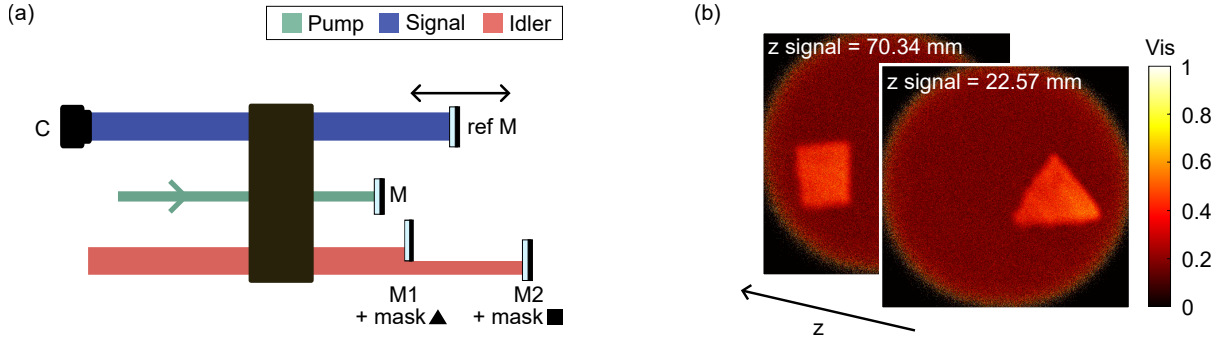 (a)
Pump Signal Idler
C
ref M
M
M1
+ mask
M2
+ mask
(b)
z signal = 70.34 mm
z signal = 22.57 mm
z
Vis
1
0.8
0.6
0.4
0.2
0